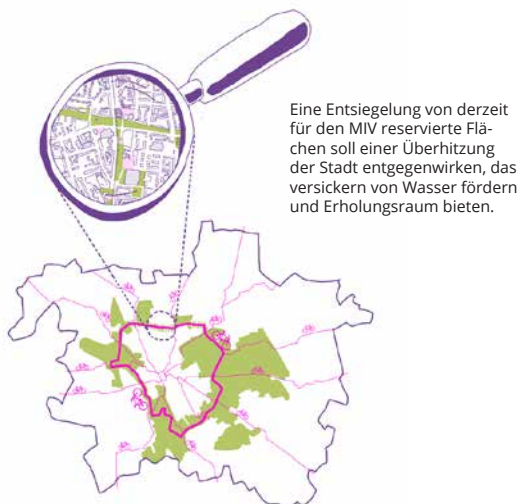 Eine Entsiegelung von derzeit
für den MIV reservierte Flä-
chen soll einer Überhitzung
der Stadt entgegenwirken, das
versickern von Wasser fördern
und Erholungsraum bieten.